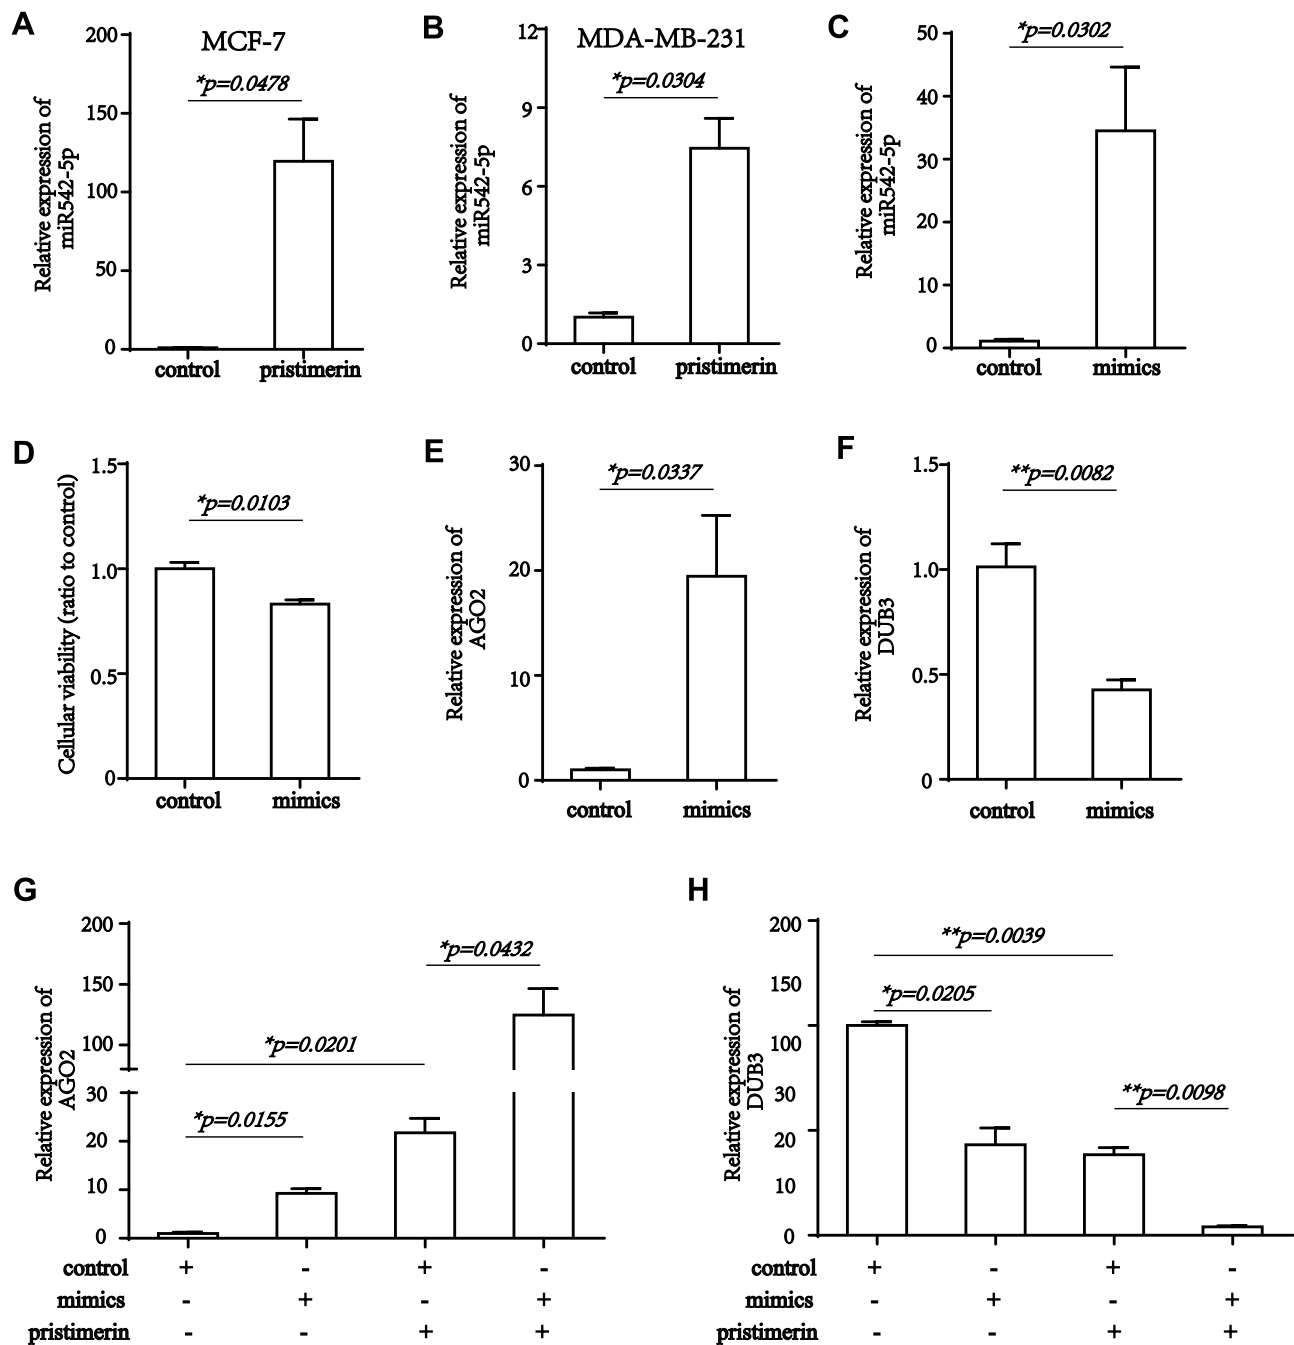 A
MCF-7
*p=0.0478
Relative expression of
miR542-5p
200
150
100
50
0
control
pristimerin
B
MDA-MB-231
*p=0.0304
Relative expression of
miR542-5p
12
9
6
3
0
control
pristimerin
C
*p=0.0302
Relative expression of
miR542-5p
50
40
30
20
10
0
control
mimics
D
*p=0.0103
Cellular viability (ratio to control)
1.5
1.0
0.5
0
control
mimics
E
*p=0.0337
Relative expression of
AGO2
30
20
10
0
control
mimics
F
**p=0.0082
Relative expression of
DUB3
1.5
1.0
0.5
0
control
mimics
G
*p=0.0432
*p=0.0201
*p=0.0155
Relative expression of
AGO2
200
150
100
30
20
10
0
control + - + -
mimics - + - +
pristimerin - - + +
H
**p=0.0039
*p=0.0205
**p=0.0098
Relative expression of
DUB3
200
150
100
30
20
10
0
control + - + -
mimics - + - +
pristimerin - - + +